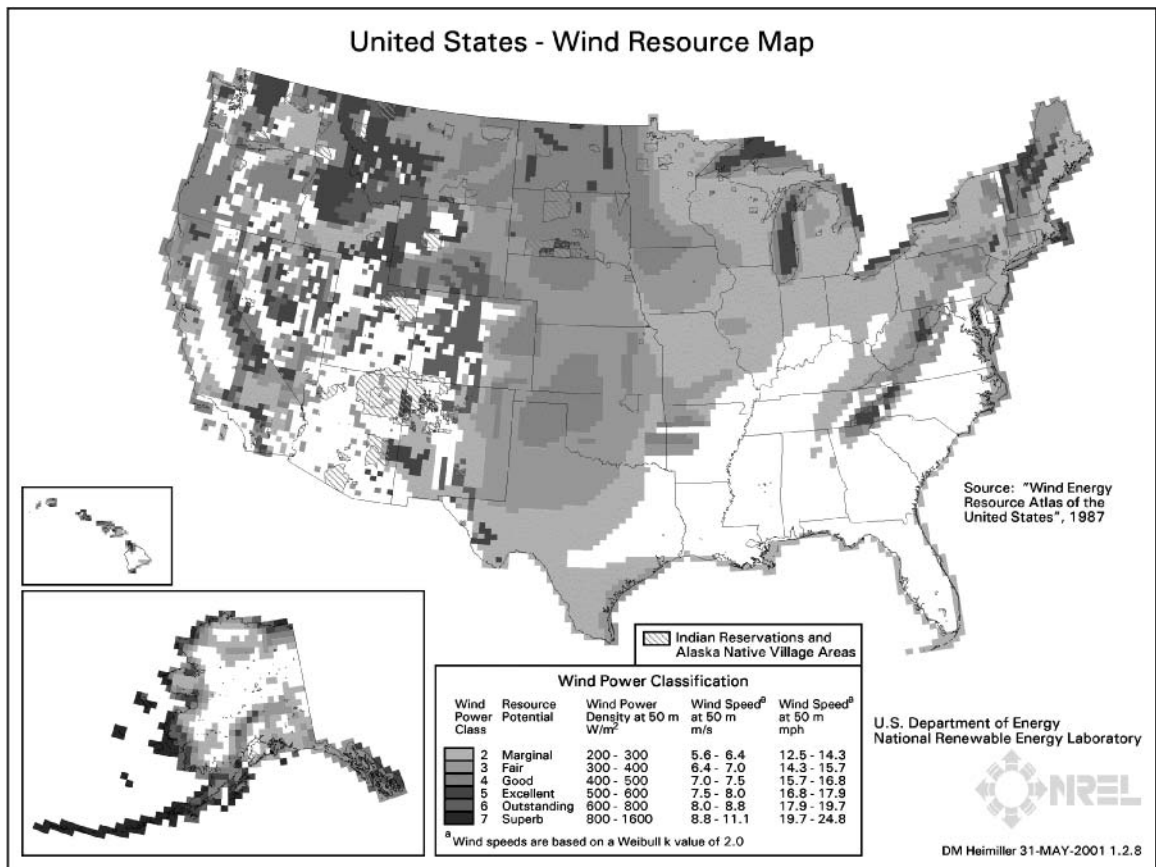 United States - Wind Resource Map
Source: "Wind Energy
Resource Atlas of the
United States", 1987
Indian Reservations and
Alaska Native Village Areas
Wind Power Classification
Wind Power Class Resource Potential Wind Power Density at 50 m W/m² Wind Speedᵃ at 50 m m/s Wind Speedᵃ at 50 m mph
2 Marginal 200 - 300 5.6 - 6.4 12.5 - 14.3
3 Fair 300 - 400 6.4 - 7.0 14.3 - 15.7
4 Good 400 - 500 7.0 - 7.5 15.7 - 16.8
5 Excellent 500 - 600 7.5 - 8.0 16.8 - 17.9
6 Outstanding 600 - 800 8.0 - 8.8 17.9 - 19.7
7 Superb 800 - 1600 8.8 - 11.1 19.7 - 24.8
ᵃ Wind speeds are based on a Weibull k value of 2.0
U.S. Department of Energy
National Renewable Energy Laboratory
NREL
DM Heimiller 31-MAY-2001 1.2.8